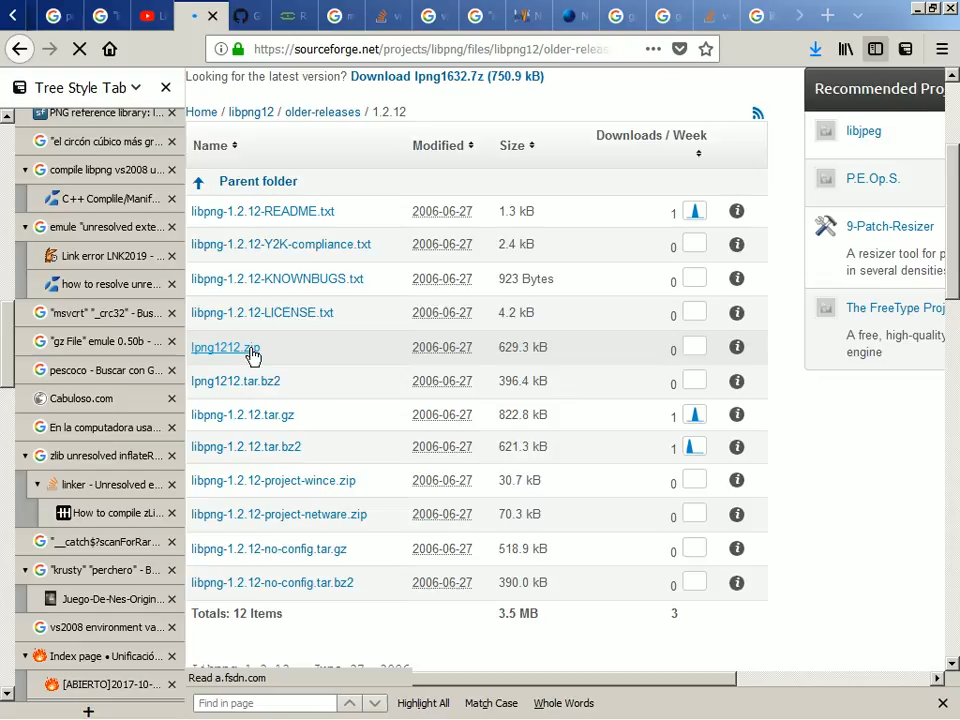 https://sourceforge.net/projects/libpng/files/libpng12/older-releas
Tree Style Tab
PNG reference library: l...
"el circón cúbico más gr...
compile libpng vs2008 u...
C++ Complile/Manif...
emule "unresolved exte...
Link error LNK2019 - ...
how to resolve unre...
"msvcrt" "_crc32" - Bus...
"gz File" emule 0.50b - ...
pescoco - Buscar con G...
Cabuloso.com
En la computadora usa...
zlib unresolved inflateR...
linker - Unresolved e...
How to compile zLi...
"__catch$?scanForRar...
"krusty" "perchero" - B...
Juego-De-Nes-Origin...
vs2008 environment va...
Index page • Unificació...
[ABIERTO]2017-10-...
Looking for the latest version? Download lpng1632.7z (750.9 kB)
Home / libpng12 / older-releases / 1.2.12
Name Modified Size Downloads / Week
Parent folder
libpng-1.2.12-README.txt 2006-06-27 1.3 kB 1
libpng-1.2.12-Y2K-compliance.txt 2006-06-27 2.4 kB 0
libpng-1.2.12-KNOWNBUGS.txt 2006-06-27 923 Bytes 0
libpng-1.2.12-LICENSE.txt 2006-06-27 4.2 kB 0
lpng1212.zip 2006-06-27 629.3 kB 0
lpng1212.tar.bz2 2006-06-27 396.4 kB 0
libpng-1.2.12.tar.gz 2006-06-27 822.8 kB 1
libpng-1.2.12.tar.bz2 2006-06-27 621.3 kB 1
libpng-1.2.12-project-wince.zip 2006-06-27 30.7 kB 0
libpng-1.2.12-project-netware.zip 2006-06-27 70.3 kB 0
libpng-1.2.12-no-config.tar.gz 2006-06-27 518.9 kB 0
libpng-1.2.12-no-config.tar.bz2 2006-06-27 390.0 kB 0
Totals: 12 Items 3.5 MB 3
Recommended Pro
libjpeg
P.E.Op.S.
9-Patch-Resizer
A resizer tool for p
in several densities
The FreeType Proj
A free, high-quality
engine
Read a.fsdn.com
Find in page
Highlight All
Match Case
Whole Words